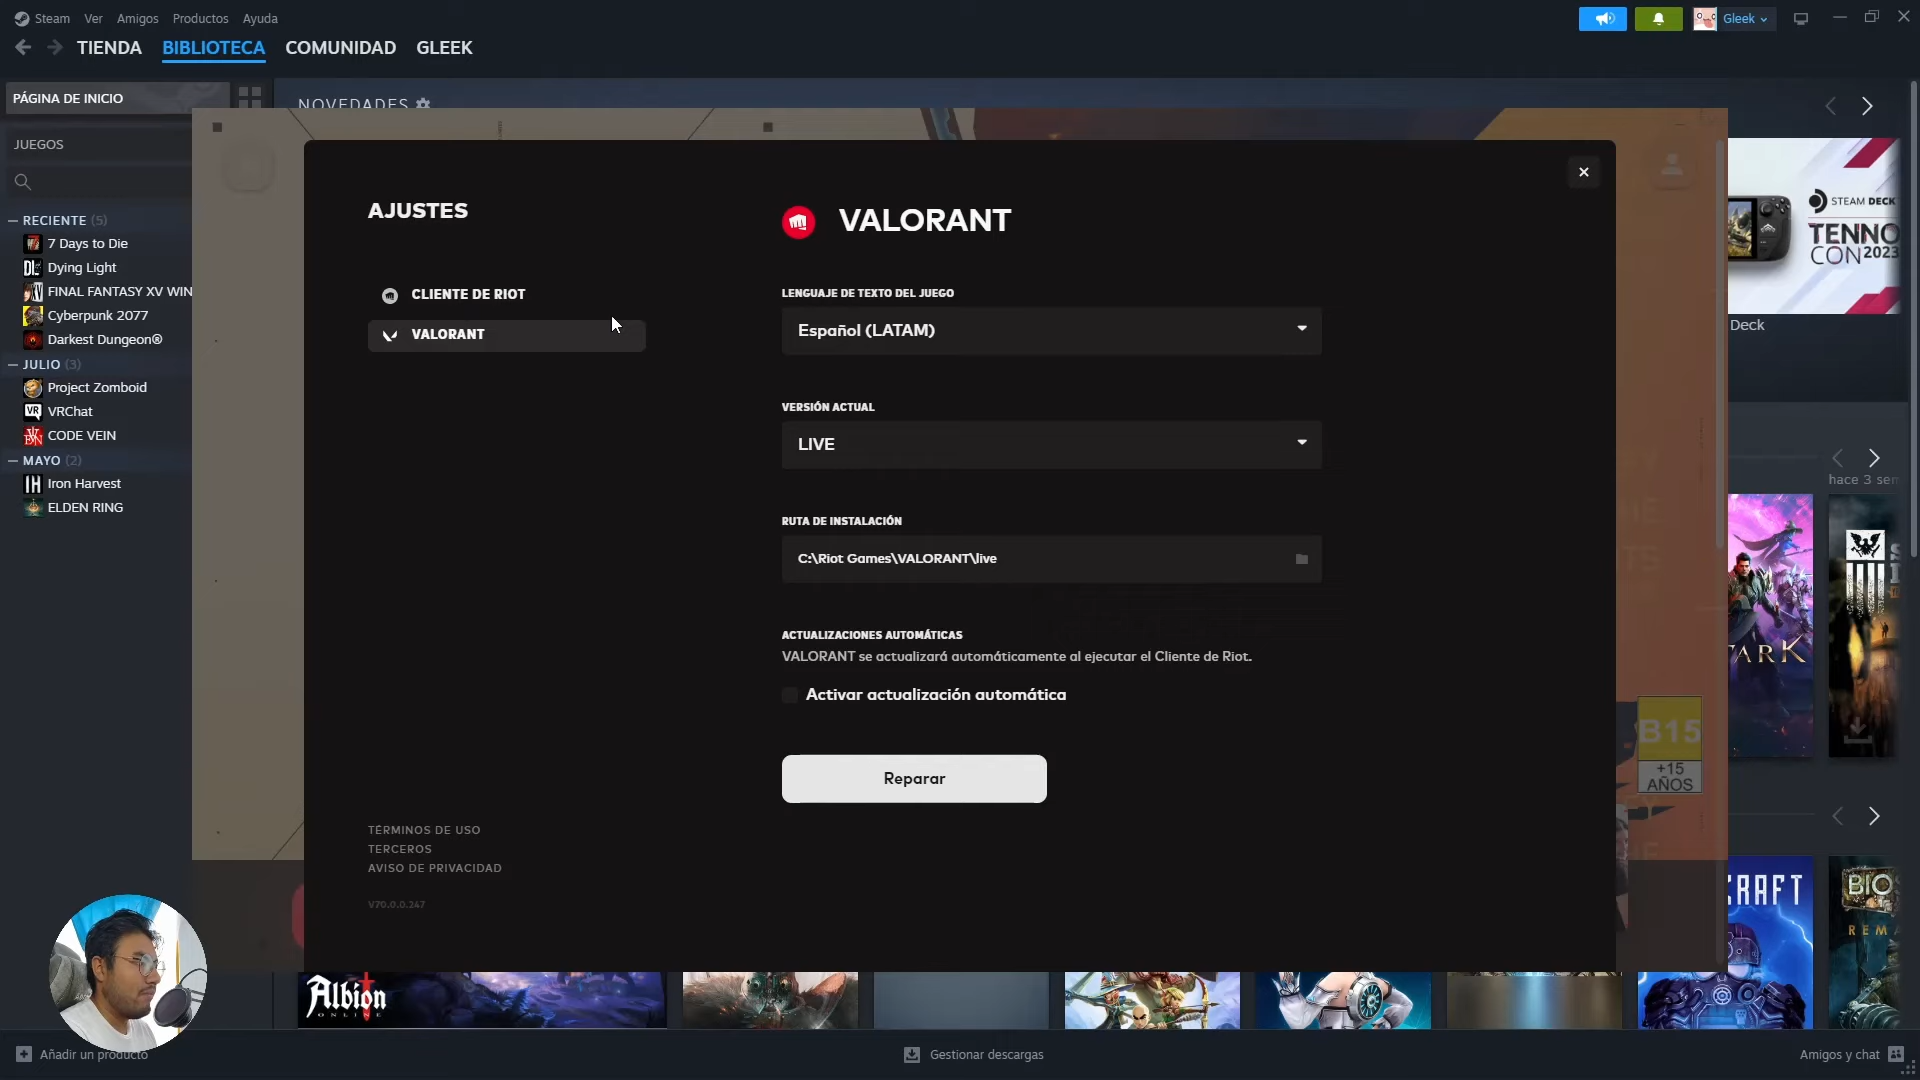 Steam Ver Amigos Productos Ayuda
Gleek
TIENDA BIBLIOTECA COMUNIDAD GLEEK
PÁGINA DE INICIO
NOVEDADES
JUEGOS
RECIENTE (5)
7 Days to Die
Dying Light
FINAL FANTASY XV WIN
Cyberpunk 2077
Darkest Dungeon®
JULIO (3)
Project Zomboid
VRChat
CODE VEIN
MAYO (2)
Iron Harvest
ELDEN RING
AJUSTES
CLIENTE DE RIOT
VALORANT
TÉRMINOS DE USO
TERCEROS
AVISO DE PRIVACIDAD
V70.0.0.247
VALORANT
LENGUAJE DE TEXTO DEL JUEGO
Español (LATAM)
VERSIÓN ACTUAL
LIVE
RUTA DE INSTALACIÓN
C:\Riot Games\VALORANT\live
ACTUALIZACIONES AUTOMÁTICAS
VALORANT se actualizará automáticamente al ejecutar el Cliente de Riot.
Activar actualización automática
Reparar
STEAM DECK
TENNO
CON 2023
Deck
hace 3 sem
B15
+15
AÑOS
Albion
ONLINE
Añadir un producto
Gestionar descargas
Amigos y chat